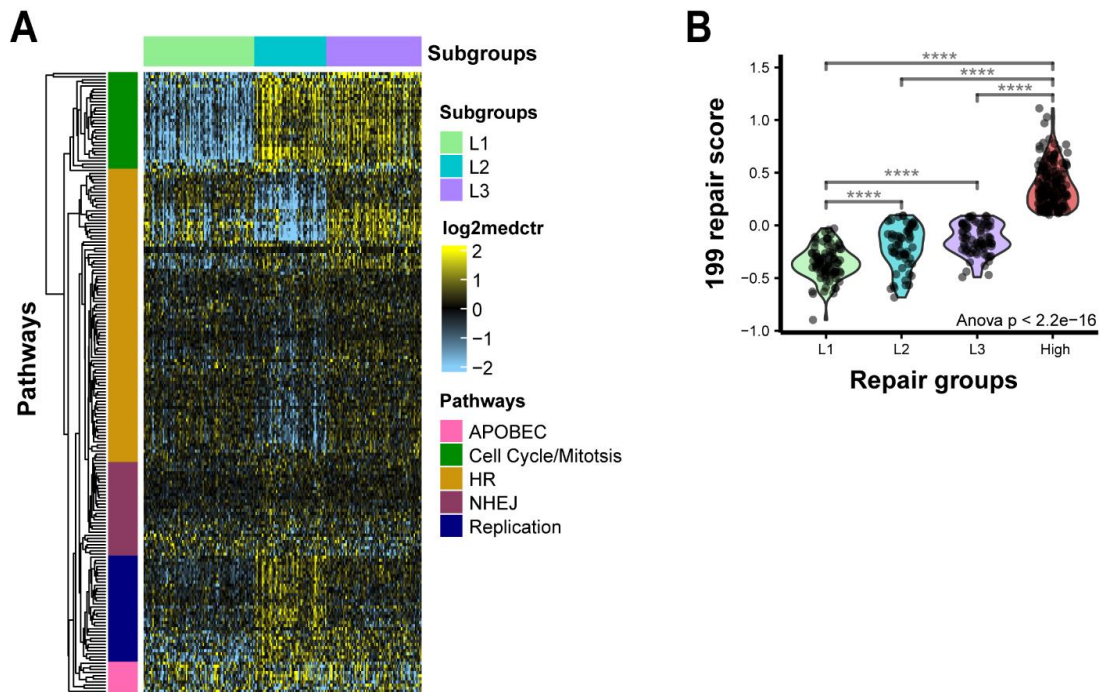 A
Subgroups
Subgroups
L1
L2
L3
log2medctr
2
1
0
−1
−2
Pathways
Pathways
APOBEC
Cell Cycle/Mitotsis
HR
NHEJ
Replication
B
199 repair score
1.5
1.0
0.5
0.0
−0.5
−1.0
****
****
****
****
****
Anova p < 2.2e−16
L1
L2
L3
High
Repair groups